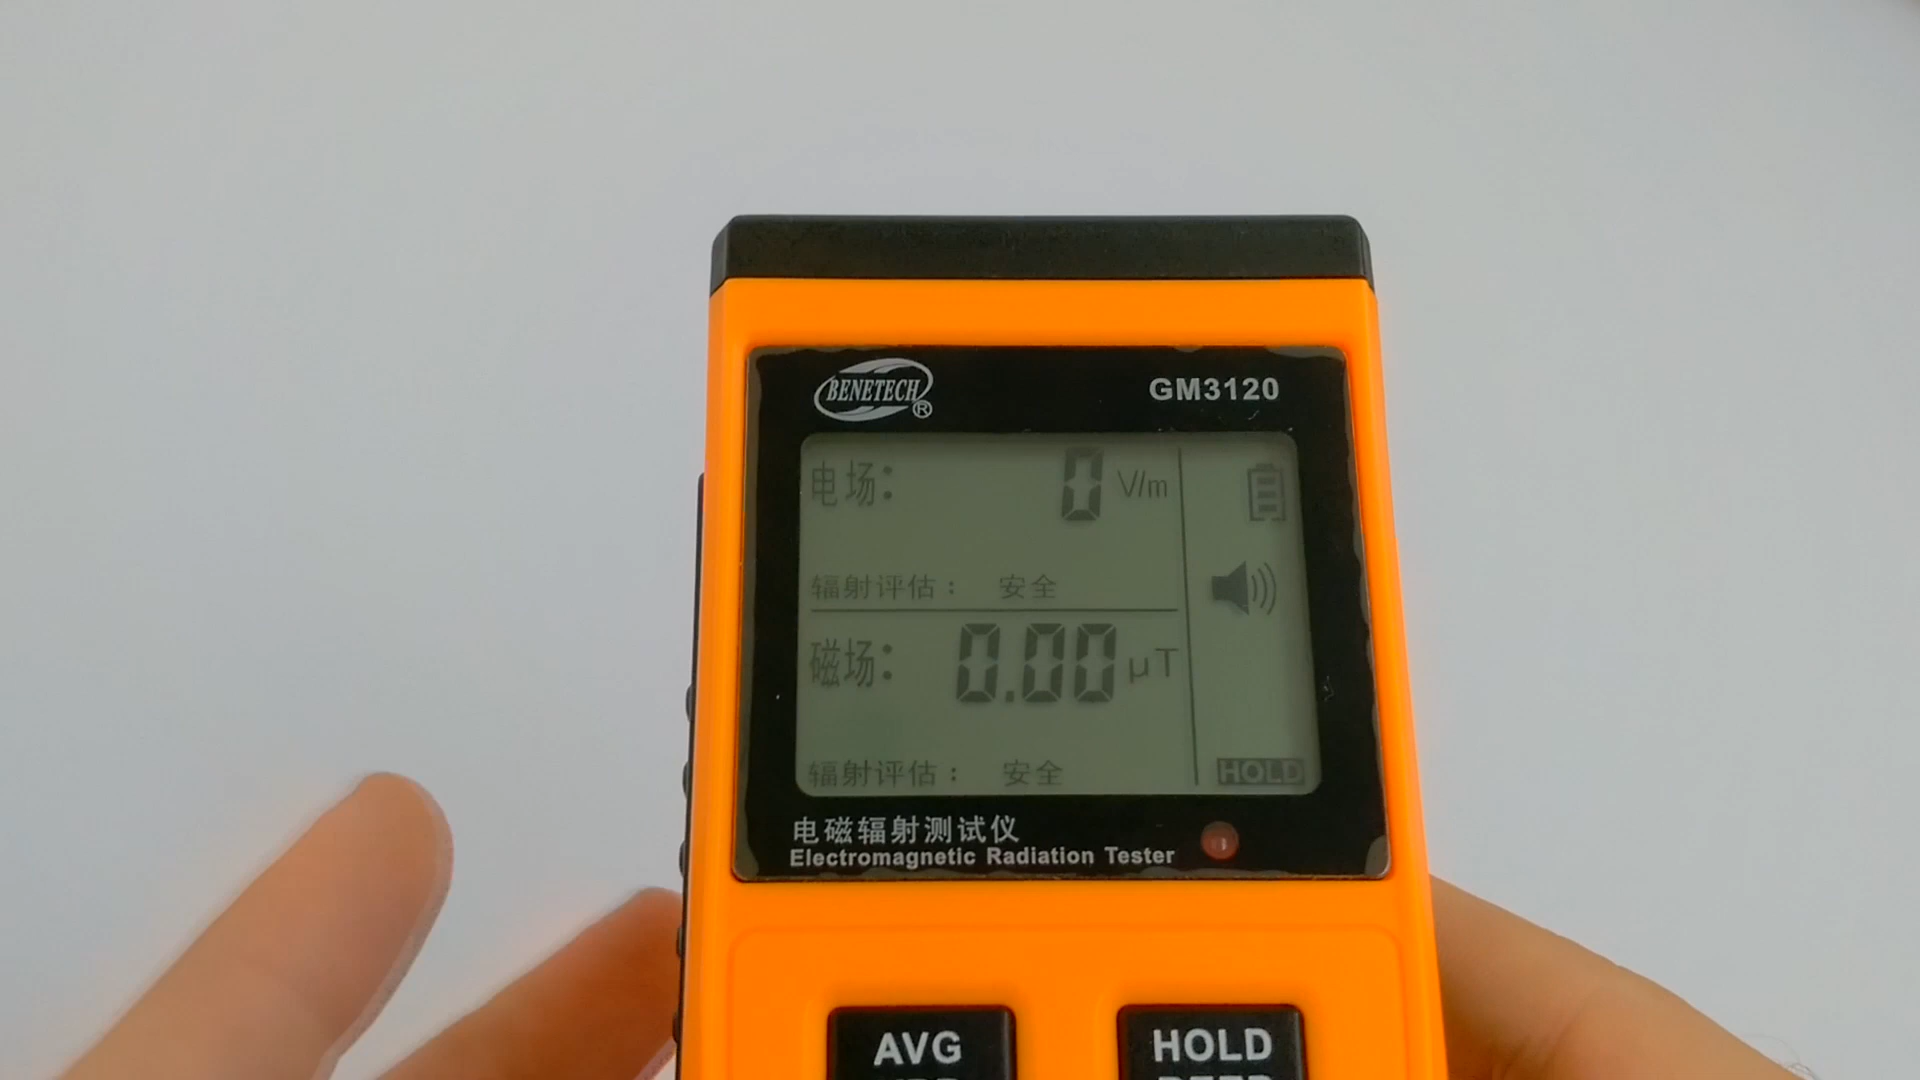 BENETECH®
GM3120
电场: 0 V/m
辐射评估: 安全
磁场: 0.00 μT
辐射评估: 安全
HOLD
电磁辐射测试仪
Electromagnetic Radiation Tester
AVG
HOLD